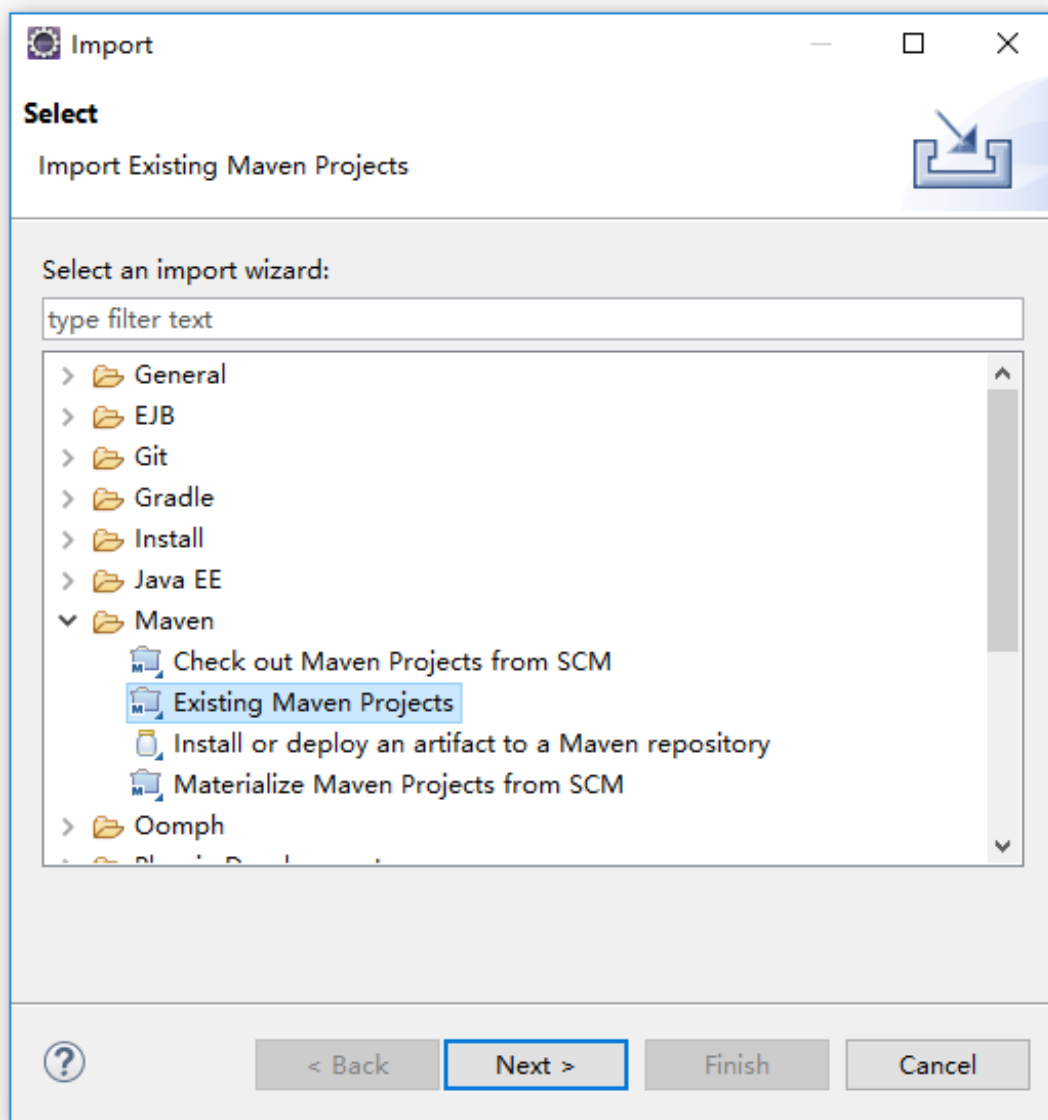 Import
Select
Import Existing Maven Projects
Select an import wizard:
type filter text
General
EJB
Git
Gradle
Install
Java EE
Maven
Check out Maven Projects from SCM
Existing Maven Projects
Install or deploy an artifact to a Maven repository
Materialize Maven Projects from SCM
Oomph
< Back Next > Finish Cancel